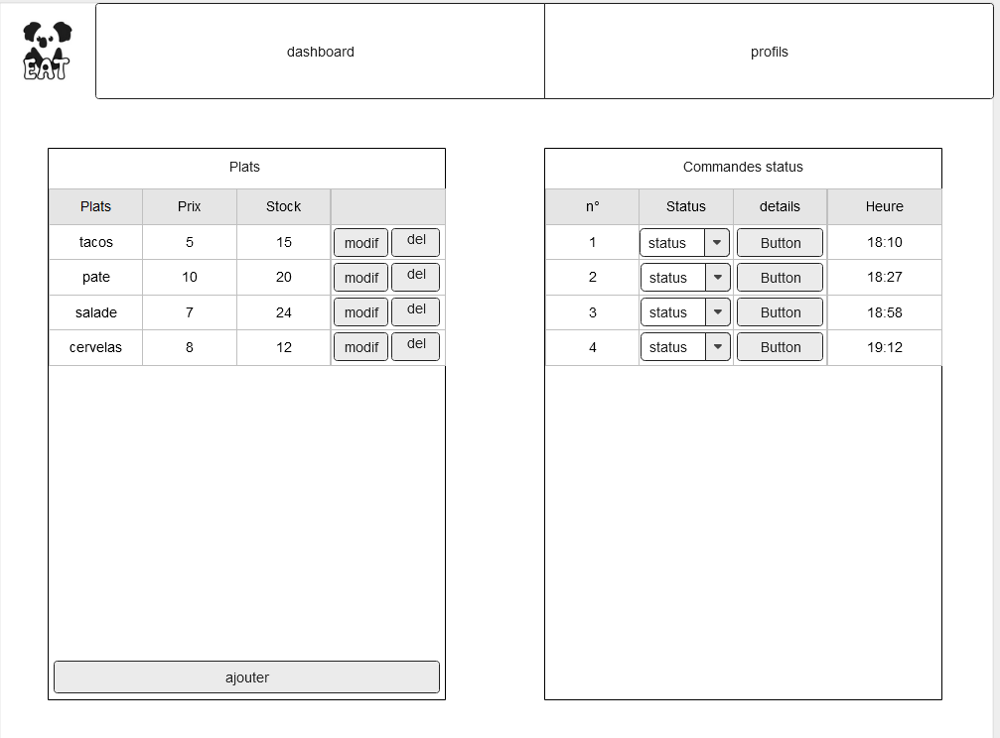 EAT
dashboard profils
Plats
Plats Prix Stock
tacos 5 15 modif del
pate 10 20 modif del
salade 7 24 modif del
cervelas 8 12 modif del
ajouter
Commandes status
n° Status details Heure
1 status Button 18:10
2 status Button 18:27
3 status Button 18:58
4 status Button 19:12